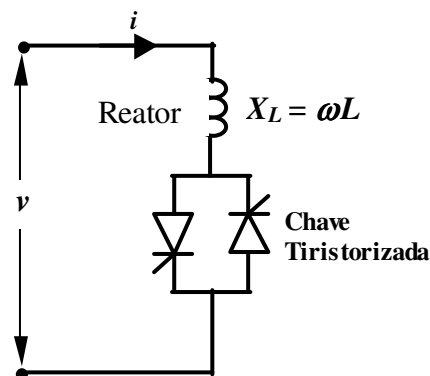 i
Reator
X_L = ωL
v
Chave
Tiristorizada